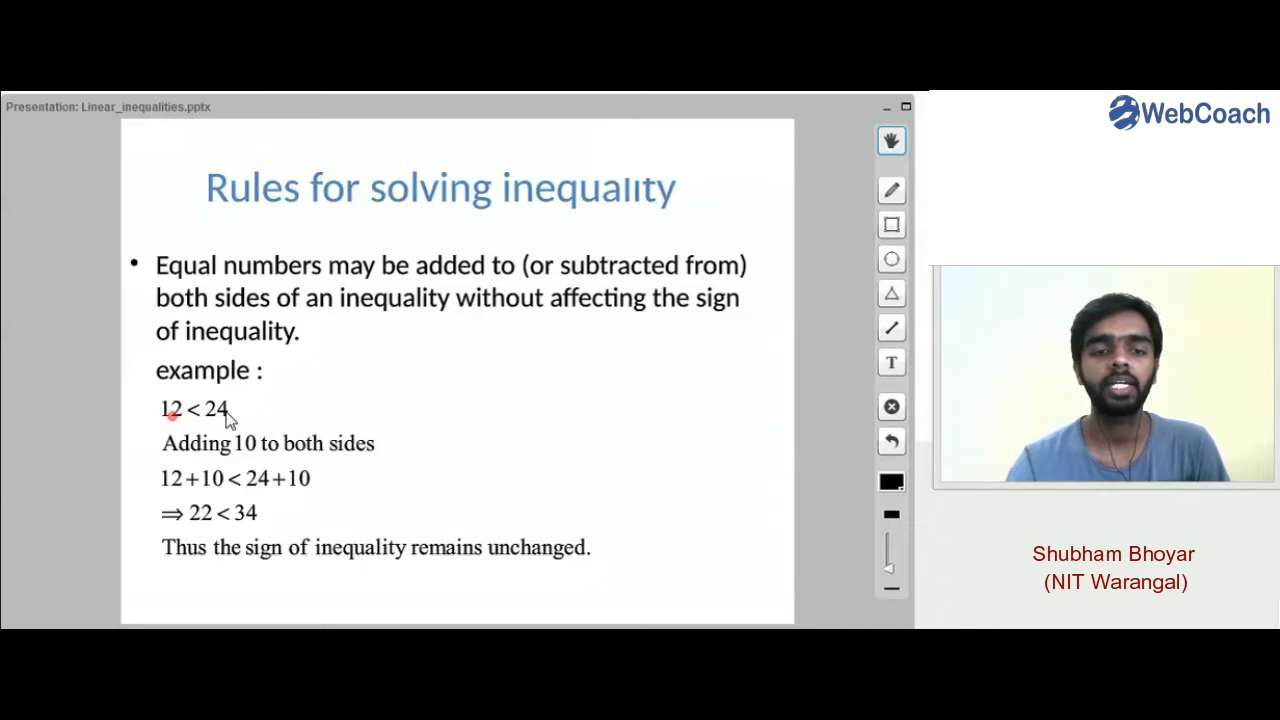 Presentation: Linear_inequalities.pptx
WebCoach
Rules for solving inequality
• Equal numbers may be added to (or subtracted from)
both sides of an inequality without affecting the sign
of inequality.
example :
12 < 24
Adding 10 to both sides
12+10 < 24+10
⇒ 22 < 34
Thus the sign of inequality remains unchanged.
T
Shubham Bhoyar
(NIT Warangal)